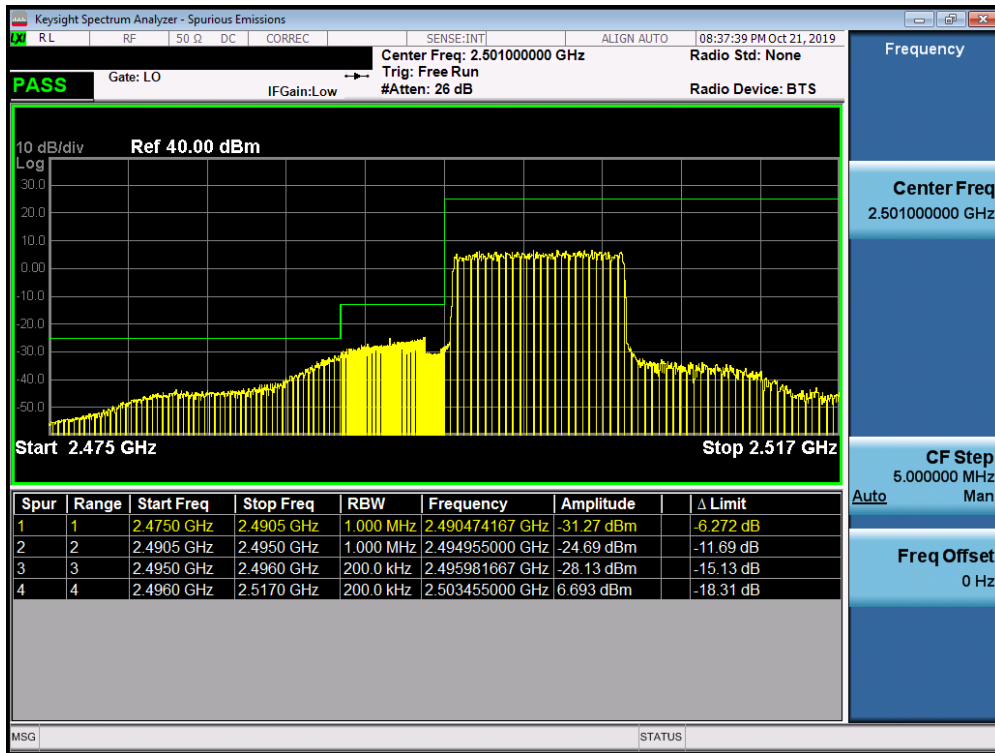 Keysight Spectrum Analyzer - Spurious Emissions
LXI RL RF 50 Ω DC CORREC SENSE:INT ALIGN AUTO 08:37:39 PM Oct 21, 2019
Center Freq: 2.501000000 GHz Radio Std: None
Trig: Free Run
PASS Gate: LO IFGain:Low #Atten: 26 dB Radio Device: BTS
10 dB/div Ref 40.00 dBm
Log
30.0
20.0
10.0
0.00
-10.0
-20.0
-30.0
-40.0
-50.0
Start 2.475 GHz Stop 2.517 GHz
Spur Range Start Freq Stop Freq RBW Frequency Amplitude Δ Limit
1 1 2.4750 GHz 2.4905 GHz 1.000 MHz 2.490474167 GHz -31.27 dBm -6.272 dB
2 2 2.4905 GHz 2.4950 GHz 1.000 MHz 2.494955000 GHz -24.69 dBm -11.69 dB
3 3 2.4950 GHz 2.4960 GHz 200.0 kHz 2.495981667 GHz -28.13 dBm -15.13 dB
4 4 2.4960 GHz 2.5170 GHz 200.0 kHz 2.503455000 GHz 6.693 dBm -18.31 dB
MSG STATUS
Frequency
Center Freq
2.501000000 GHz
CF Step
5.000000 MHz
Auto Man
Freq Offset
0 Hz